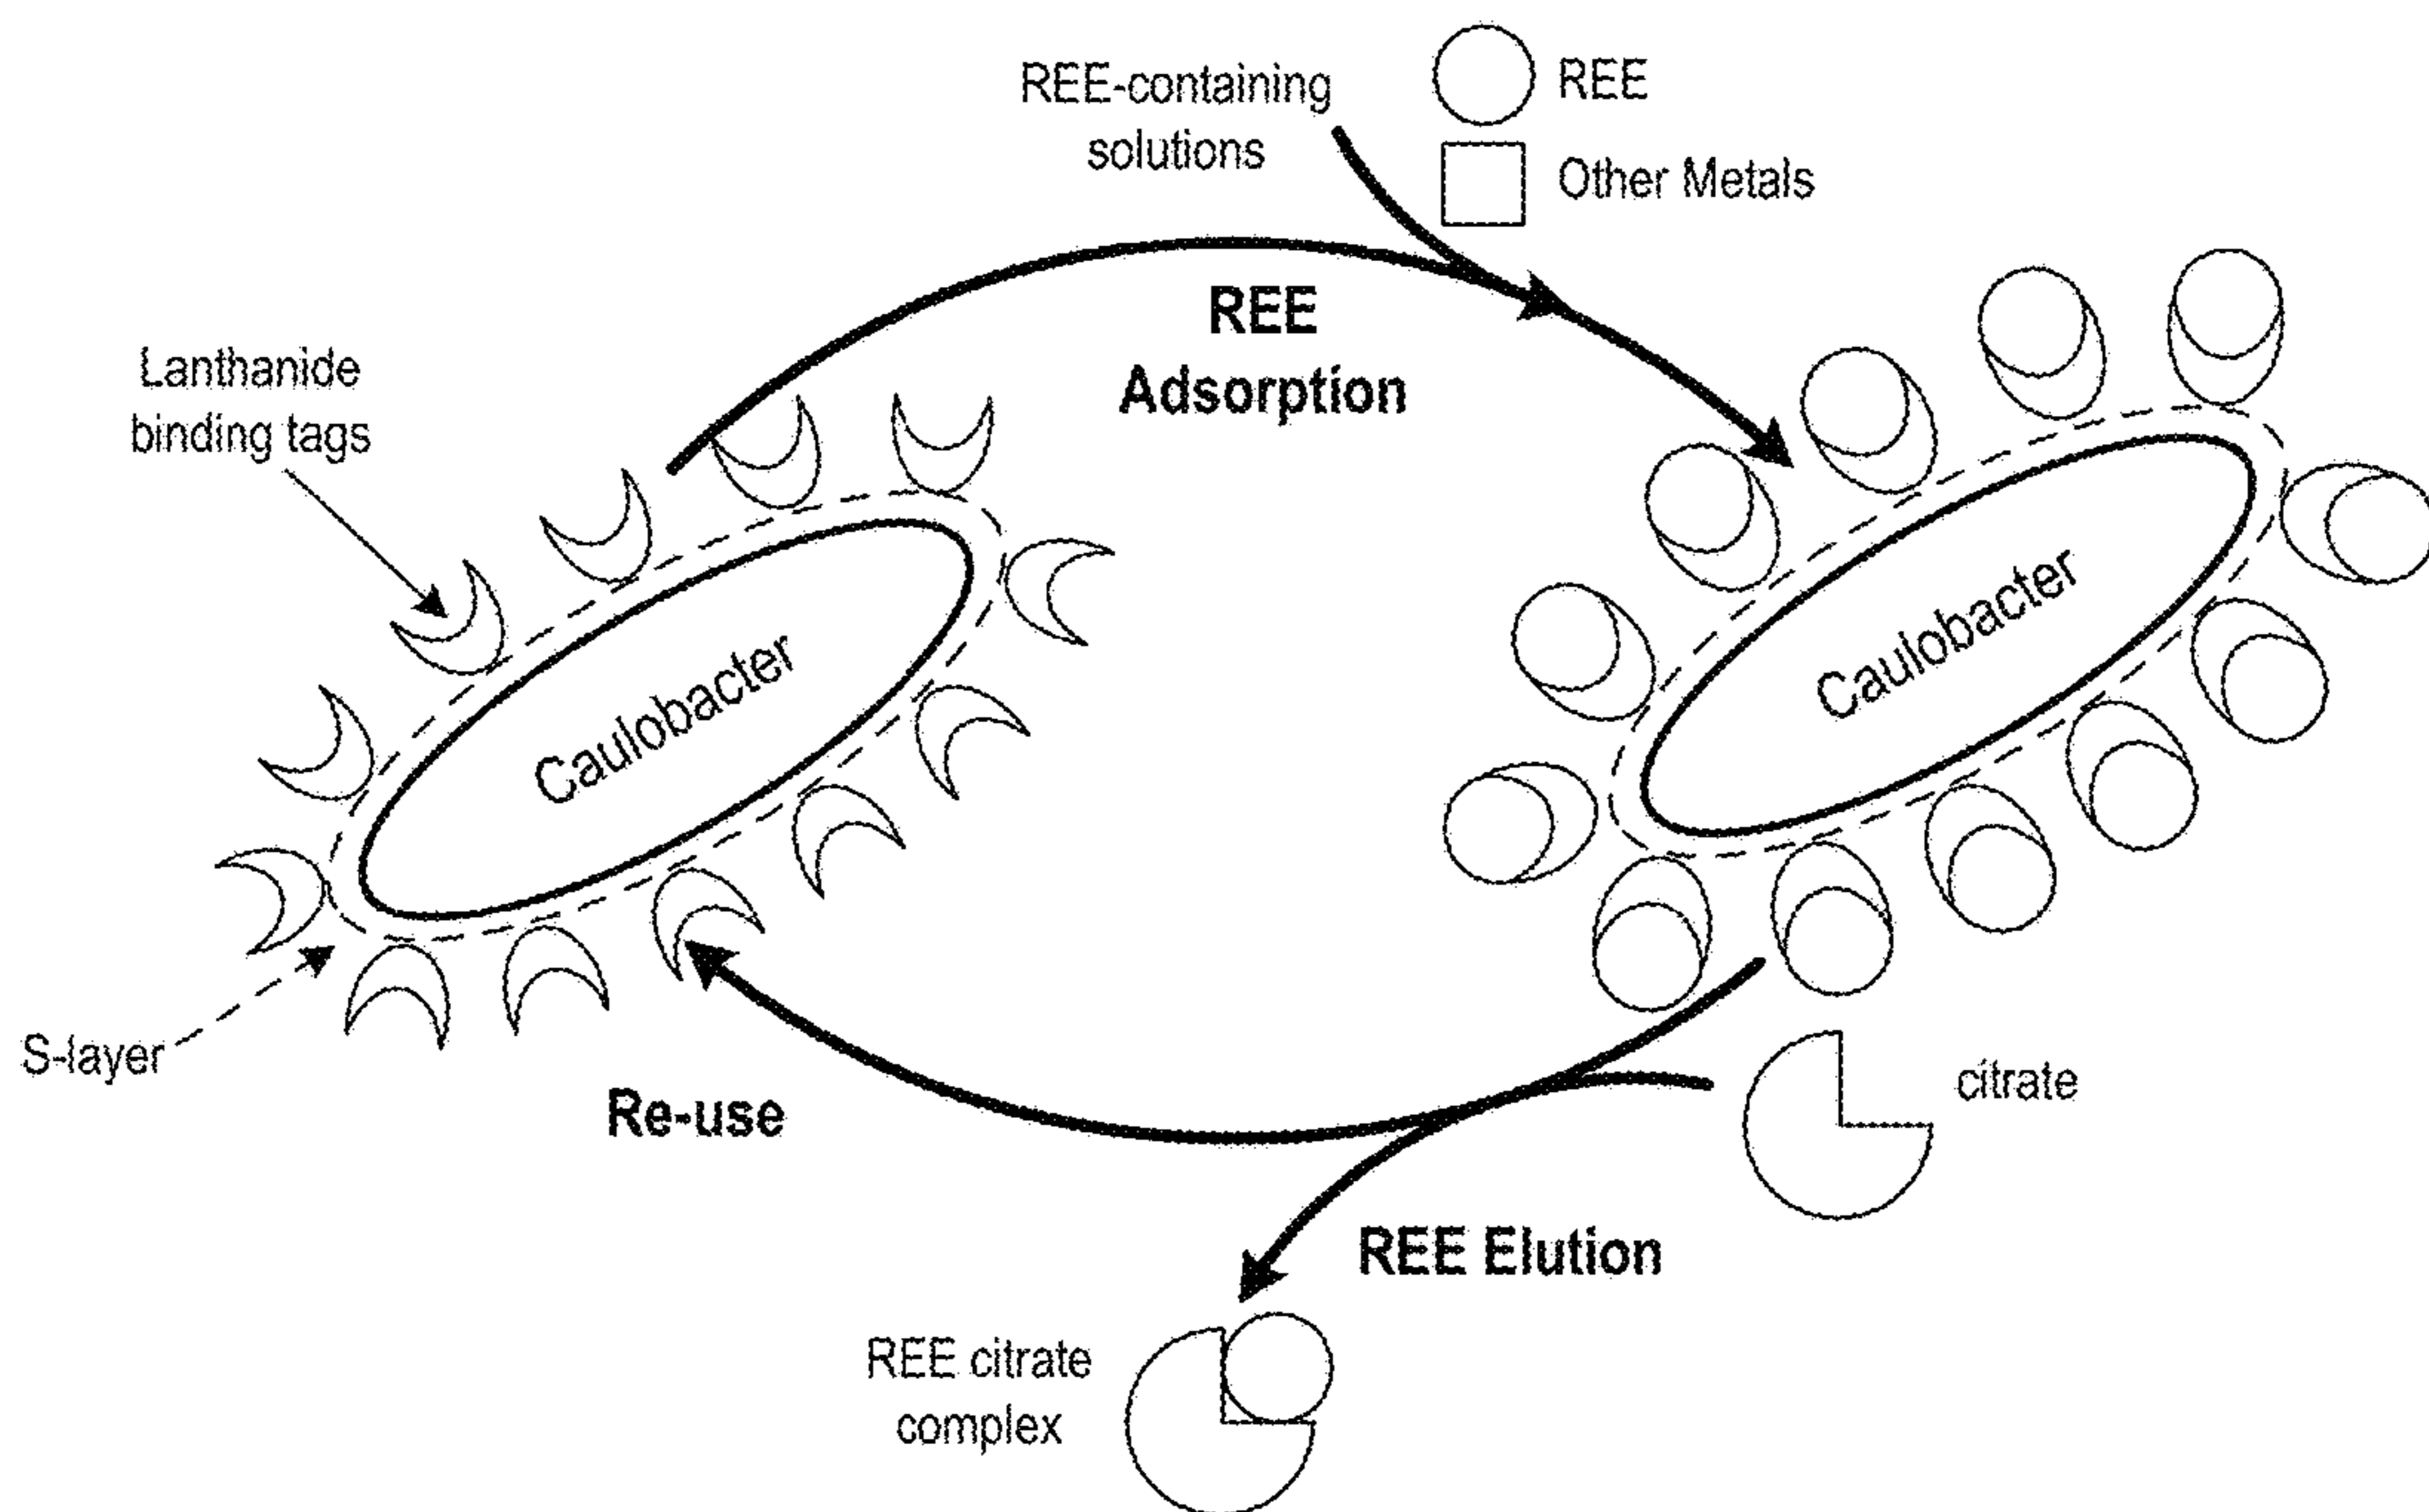 REE-containing
solutions
REE
Other Metals
REE
Adsorption
Lanthanide
binding tags
Caulobacter
Caulobacter
S-layer
Re-use
citrate
REE Elution
REE citrate
complex